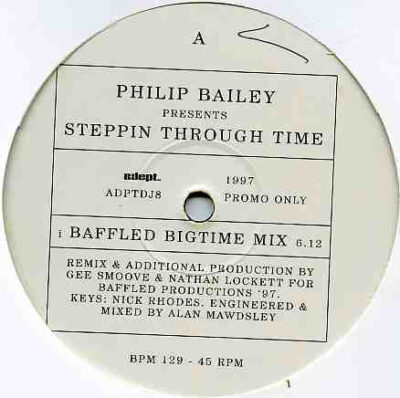 A
PHILIP BAILEY
PRESENTS
STEPPIN THROUGH TIME
adept.
1997
ADPTDJ8
PROMO ONLY
i BAFFLED BIGTIME MIX 6.12
REMIX & ADDITIONAL PRODUCTION BY
GEE SMOOVE & NATHAN LOCKETT FOR
BAFFLED PRODUCTIONS '97.
KEYS: NICK RHODES. ENGINEERED &
MIXED BY ALAN MAWDSLEY
BPM 129 - 45 RPM
1